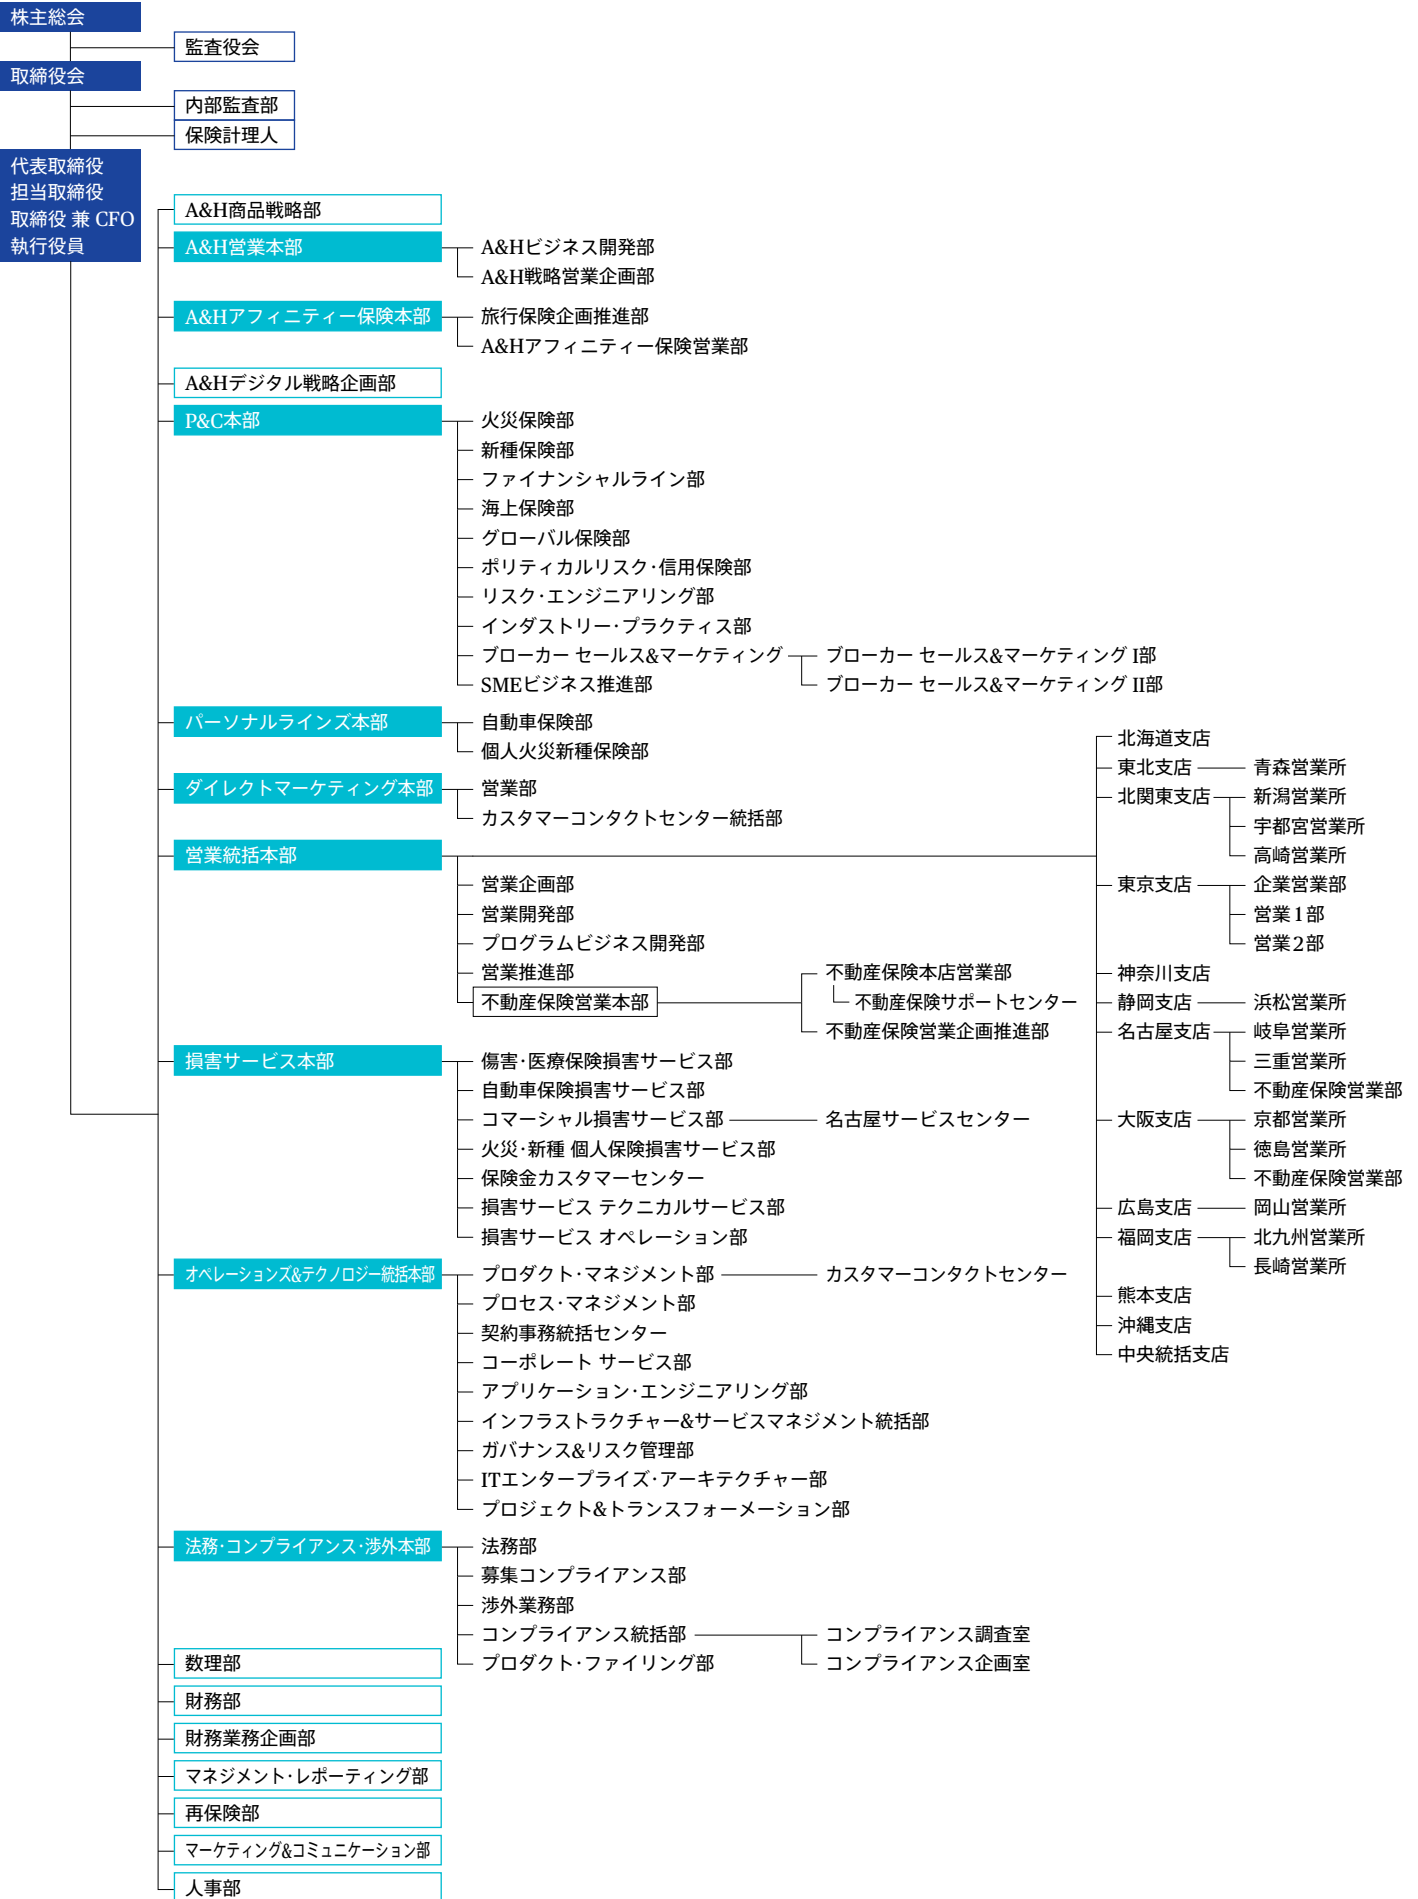 株主総会
監査役会
取締役会
内部監査部
保険計理人
代表取締役
担当取締役
取締役 兼 CFO
執行役員
A&H商品戦略部
A&H営業本部
A&Hビジネス開発部
A&H戦略営業企画部
A&Hアフィニティー保険本部
旅行保険企画推進部
A&Hアフィニティー保険営業部
A&Hデジタル戦略企画部
P&C本部
火災保険部
新種保険部
ファイナンシャルライン部
海上保険部
グローバル保険部
ポリティカルリスク･信用保険部
リスク･エンジニアリング部
インダストリー･プラクティス部
ブローカー セールス&マーケティング
ブローカー セールス&マーケティング I部
ブローカー セールス&マーケティング II部
SMEビジネス推進部
パーソナルラインズ本部
自動車保険部
個人火災新種保険部
ダイレクトマーケティング本部
営業部
カスタマーコンタクトセンター統括部
営業統括本部
営業企画部
営業開発部
プログラムビジネス開発部
営業推進部
不動産保険営業本部
不動産保険本店営業部
不動産保険サポートセンター
不動産保険営業企画推進部
北海道支店
東北支店
青森営業所
北関東支店
新潟営業所
宇都宮営業所
高崎営業所
東京支店
企業営業部
営業1部
営業2部
神奈川支店
静岡支店
浜松営業所
名古屋支店
岐阜営業所
三重営業所
不動産保険営業部
大阪支店
京都営業所
徳島営業所
不動産保険営業部
広島支店
岡山営業所
福岡支店
北九州営業所
長崎営業所
熊本支店
沖縄支店
中央統括支店
損害サービス本部
傷害･医療保険損害サービス部
自動車保険損害サービス部
コマーシャル損害サービス部
名古屋サービスセンター
火災･新種 個人保険損害サービス部
保険金カスタマーセンター
損害サービス テクニカルサービス部
損害サービス オペレーション部
オペレーションズ&テクノロジー統括本部
プロダクト･マネジメント部
カスタマーコンタクトセンター
プロセス･マネジメント部
契約事務統括センター
コーポレート サービス部
アプリケーション･エンジニアリング部
インフラストラクチャー&サービスマネジメント統括部
ガバナンス&リスク管理部
ITエンタープライズ･アーキテクチャー部
プロジェクト&トランスフォーメーション部
法務･コンプライアンス･渉外本部
法務部
募集コンプライアンス部
渉外業務部
コンプライアンス統括部
コンプライアンス調査室
コンプライアンス企画室
プロダクト･ファイリング部
数理部
財務部
財務業務企画部
マネジメント･レポーティング部
再保険部
マーケティング&コミュニケーション部
人事部